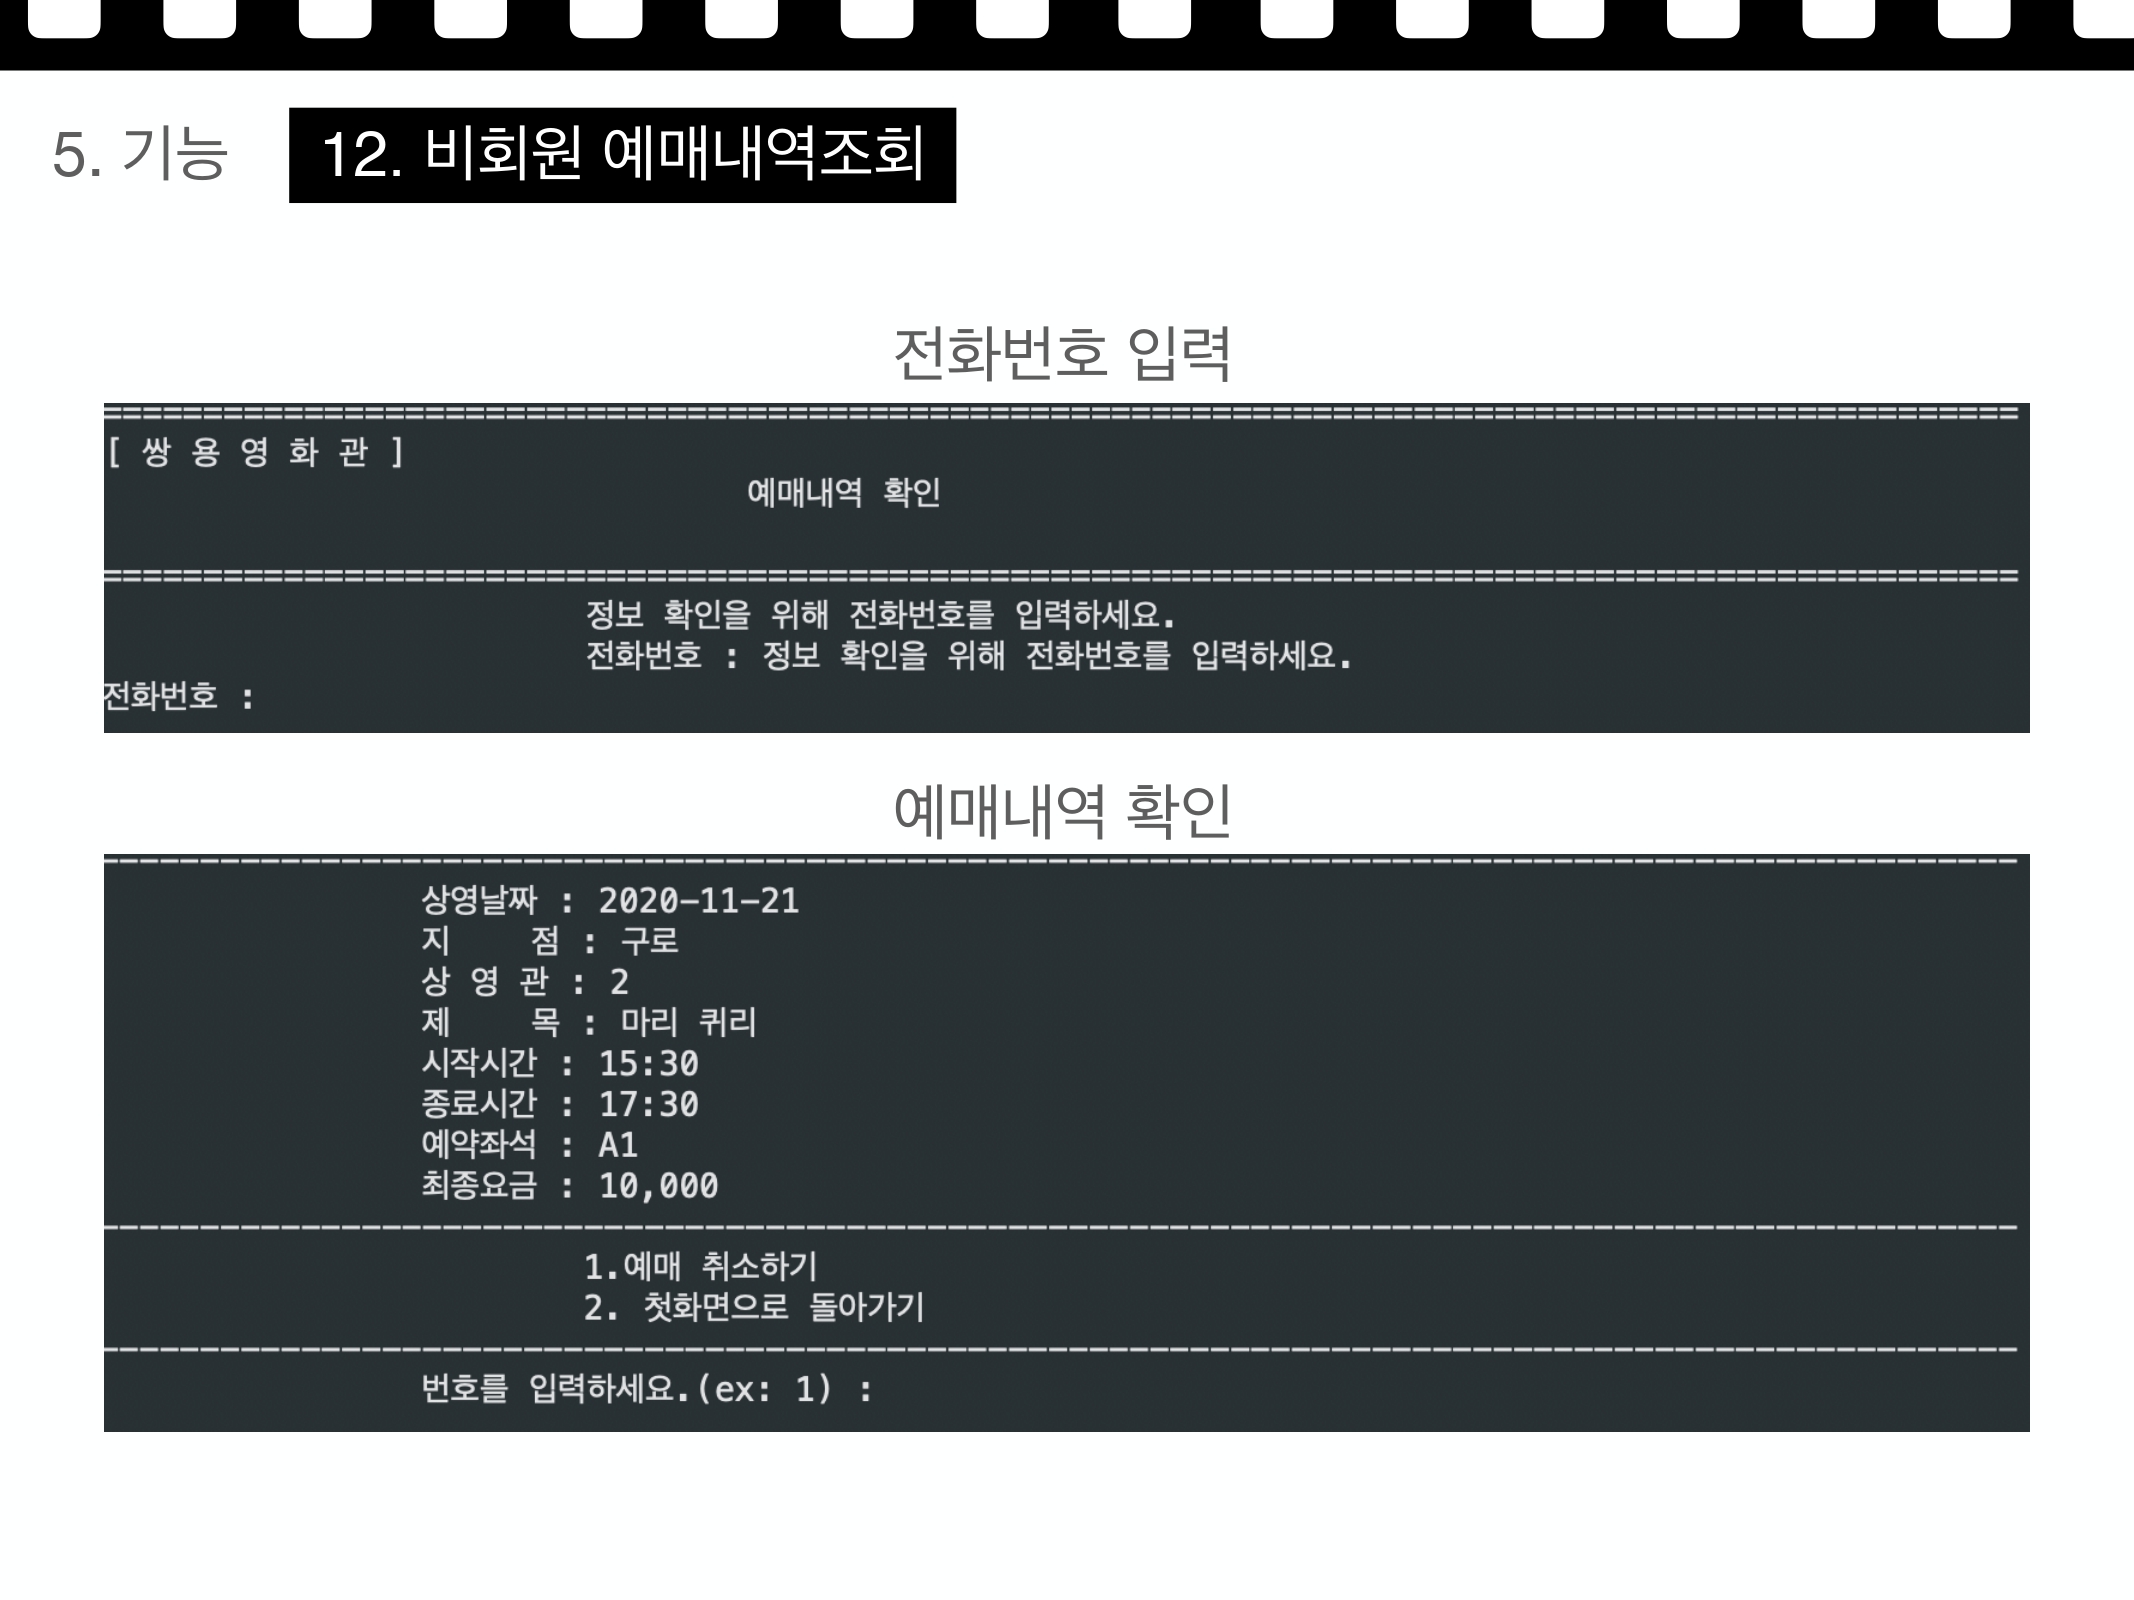 5. 기능
12. 비회원 예매내역조회
전화번호 입력
================================================================================================
[ 쌍 용 영 화 관 ]
예매내역 확인
================================================================================================
정보 확인을 위해 전화번호를 입력하세요.
전화번호 : 정보 확인을 위해 전화번호를 입력하세요.
전화번호 :
예매내역 확인
------------------------------------------------------------------------------------------------
상영날짜 : 2020-11-21
지    점 : 구로
상 영 관 : 2
제    목 : 마리 퀴리
시작시간 : 15:30
종료시간 : 17:30
예약좌석 : A1
최종요금 : 10,000
------------------------------------------------------------------------------------------------
1.예매 취소하기
2. 첫화면으로 돌아가기
------------------------------------------------------------------------------------------------
번호를 입력하세요.(ex: 1) :